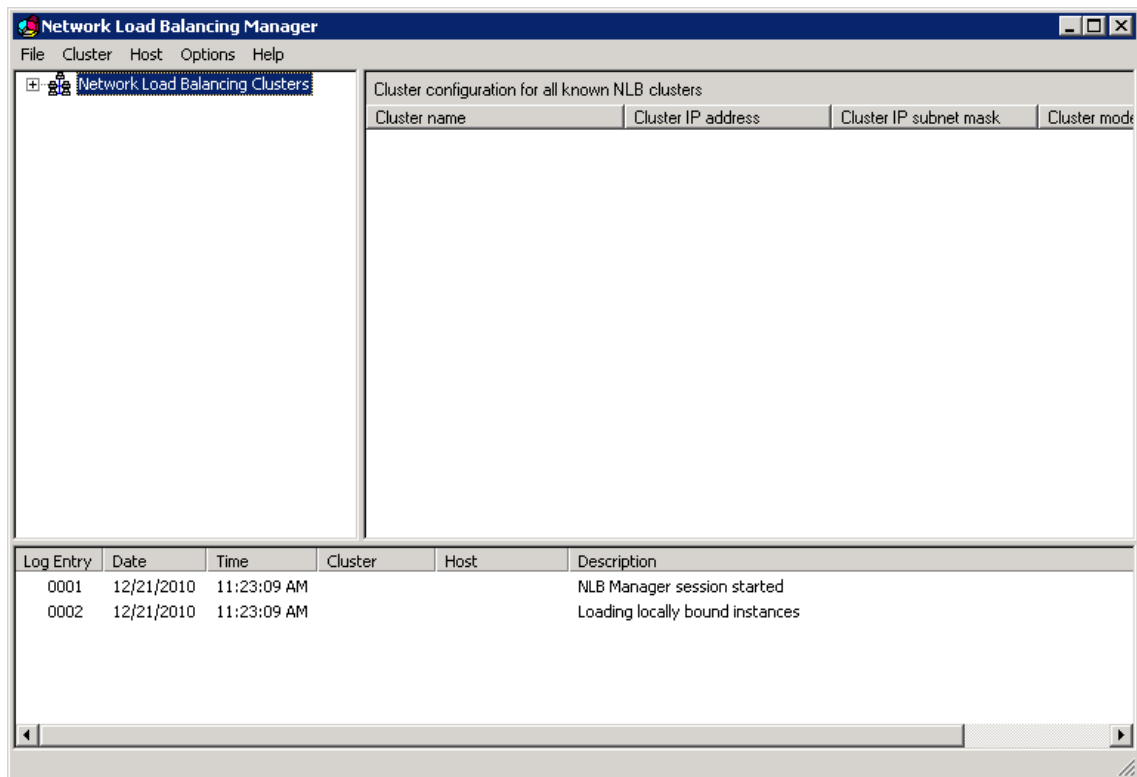 Network Load Balancing Manager
File Cluster Host Options Help
Network Load Balancing Clusters
Cluster configuration for all known NLB clusters
Cluster name Cluster IP address Cluster IP subnet mask Cluster mode
Log Entry Date Time Cluster Host Description
0001 12/21/2010 11:23:09 AM NLB Manager session started
0002 12/21/2010 11:23:09 AM Loading locally bound instances